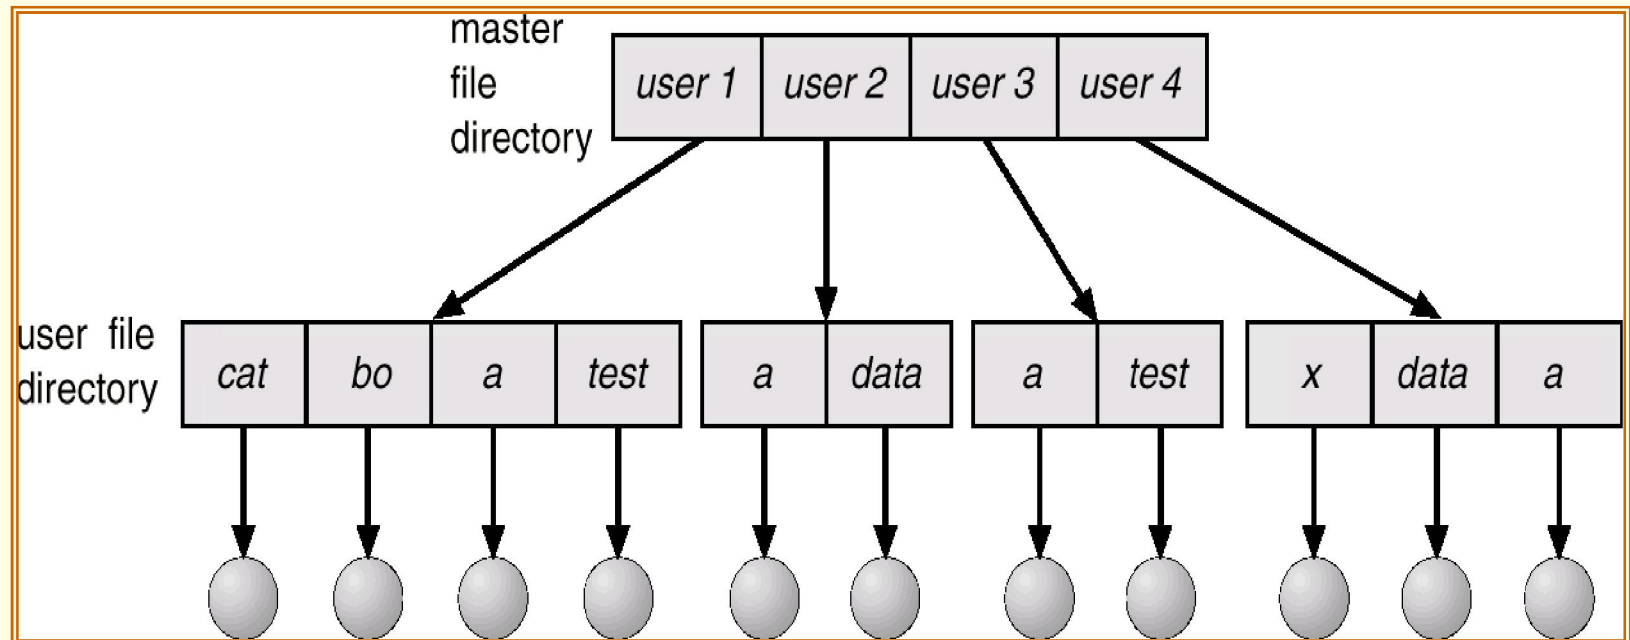 master
file
directory
user 1 user 2 user 3 user 4
user file
directory
cat bo a test a data a test x data a